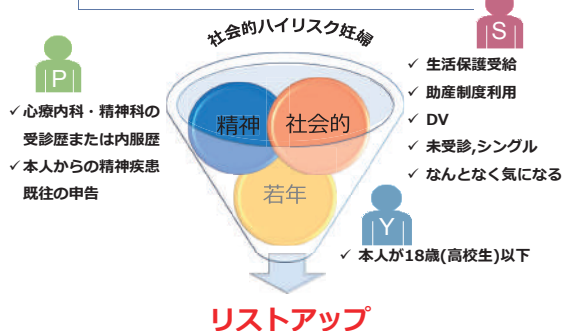 社会的ハイリスク妊婦
P
✓心療内科・精神科の
受診歴または内服歴
✓本人からの精神疾患
既往の申告
精神
社会的
若年
S
✓ 生活保護受給
✓ 助産制度利用
✓ DV
✓ 未受診,シングル
✓ なんとなく気になる
Y
✓ 本人が18歳(高校生)以下
リストアップ